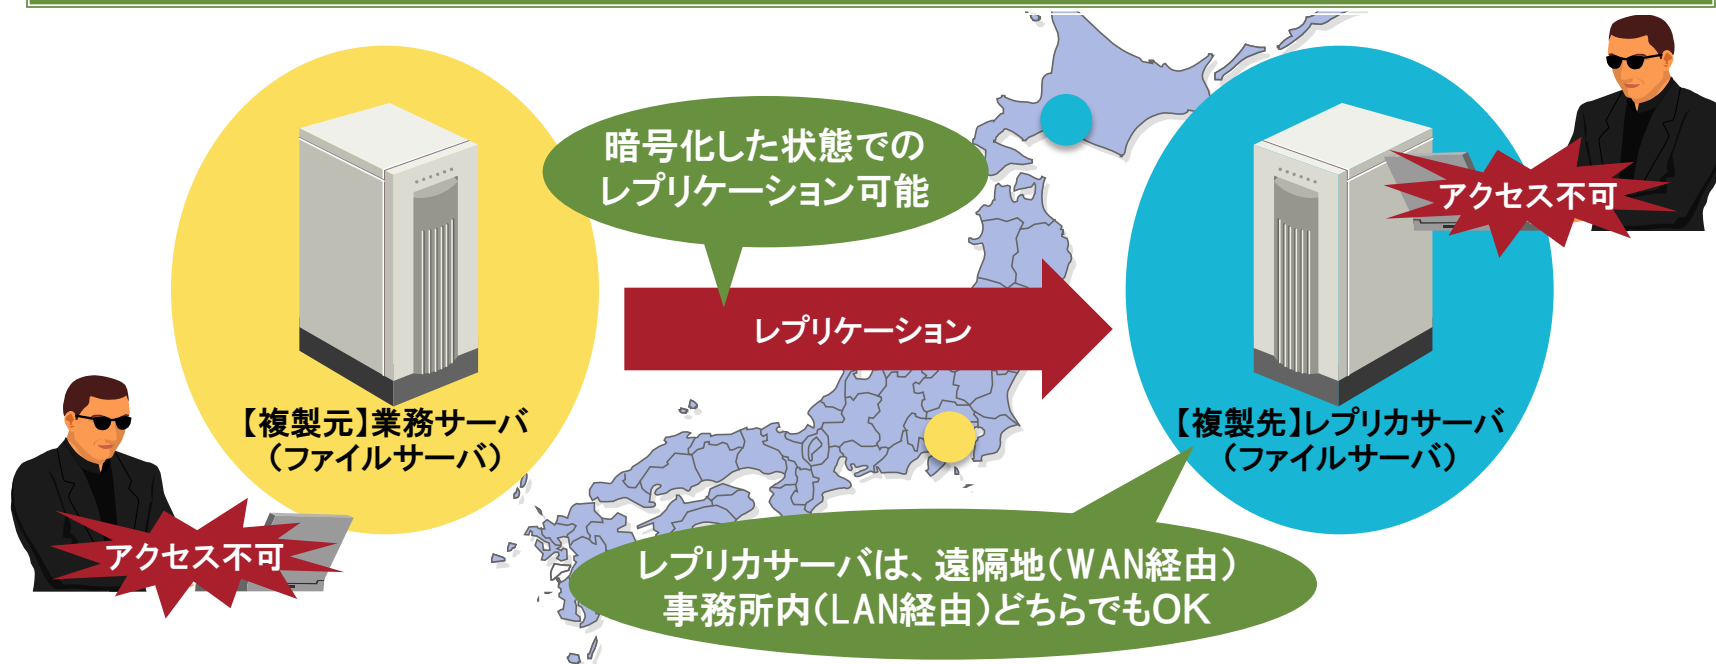 暗号化した状態での
レプリケーション可能
アクセス不可
レプリケーション
【複製元】業務サーバ
（ファイルサーバ）
【複製先】レプリカサーバ
（ファイルサーバ）
アクセス不可
レプリカサーバは、遠隔地（WAN経由）
事務所内（LAN経由）どちらでもOK